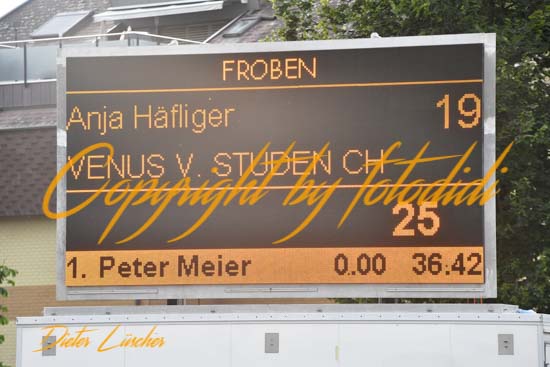 FROBEN
Anja Häfliger 19
VENUS V. STUDEN CH
Copyright by fotodidi
25
1. Peter Meier 0.00 36:42
Dieter Lüscher